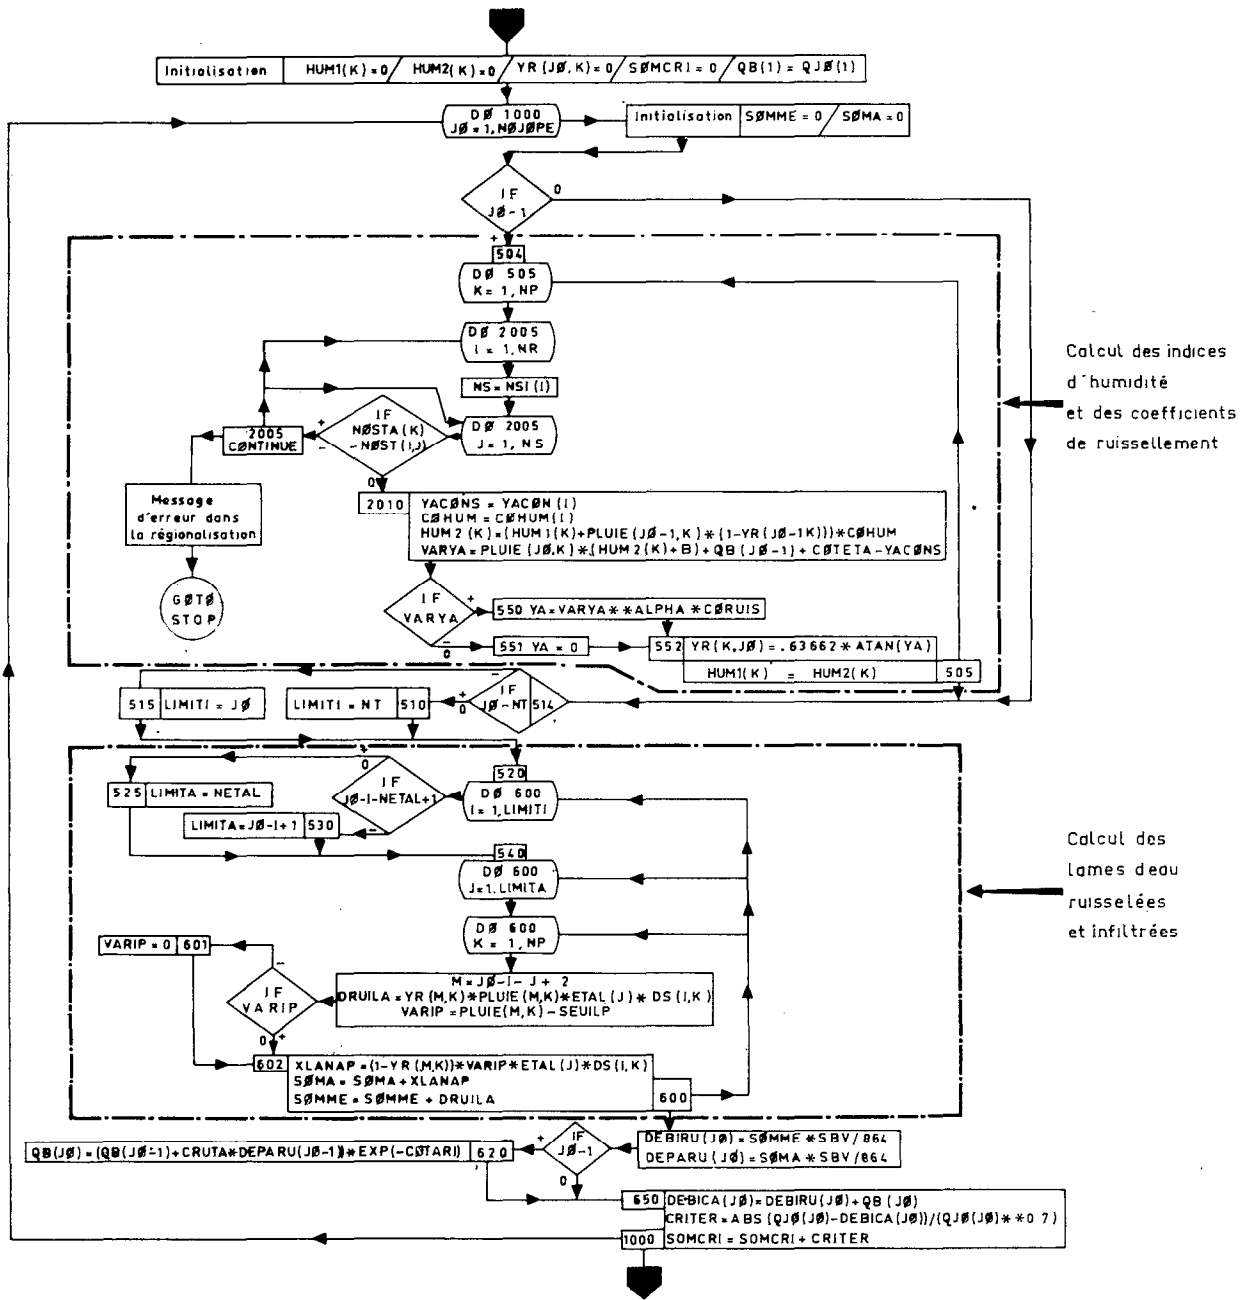 Initialisation HUM1(K)=0/ HUM2(K)=0/ YR(JØ,K)=0/ SØMCRI=0/ QB(1)=QJØ(1)
DØ 1000
JØ=1,NØJØPE
Initialisation SØMME=0/ SØMA=0
IF
JØ-1
0
+
504
DØ 505
K=1,NP
DØ 2005
I=1,NR
NS=NSI(I)
DØ 2005
J=1,NS
IF
NØSTA(K)
-NØST(I,J)
+
-
0
2005
CØNTINUE
Message
d'erreur dans
la régionalisation
GØTØ
STOP
2010
YACØNS = YACØN(I)
CØHUM = CØHUM(I)
HUM2(K)=(HUM1(K)+PLUIE(JØ-1,K)*(1-YR(JØ-1K)))*CØHUM
VARYA=PLUIE(JØ,K)*(HUM2(K)+B)+QB(JØ-1)+CØTETA-YACØNS
IF
VARYA
+
-
0
550 YA=VARYA**ALPHA*CØRUIS
551 YA=0
552 YR(K,JØ)=.63662*ATAN(YA)
HUM1(K) = HUM2(K) 505
Calcul des indices
d'humidité
et des coefficients
de ruissellement
515 LIMITI=JØ
LIMITI=NT 510
IF
JØ-NT 514
-
+
0
520
DØ 600
I=1,LIMITI
IF
JØ-I-NETAL+1
+
0
-
525 LIMITA=NETAL
LIMITA=JØ-I+1 530
540
DØ 600
J=1,LIMITA
DØ 600
K=1,NP
M=JØ-I-J+2
DRUILA=YR(M,K)*PLUIE(M,K)*ETAL(J)*DS(I,K)
VARIP=PLUIE(M,K)-SEUILP
VARIP=0 601
IF
VARIP
-
0 +
602
XLANAP=(1-YR(M,K))*VARIP*ETAL(J)*DS(I,K)
SØMA=SØMA+XLANAP
SØMME=SØMME+DRUILA
600
Calcul des
lames deau
ruisselées
et infiltrées
DEBIRU(JØ)=SØMME*SBV/864
DEPARU(JØ)=SØMA*SBV/864
IF
JØ-1
+
0
QB(JØ)=(QB(JØ-1)+CRUTA*DEPARU(JØ-1))*EXP(-CØTARI) 620
650 DEBICA(JØ)=DEBIRU(JØ)+QB(JØ)
CRITER=ABS(QJØ(JØ)-DEBICA(JØ))/(QJØ(JØ)**0 7)
1000 SOMCRI=SOMCRI+CRITER